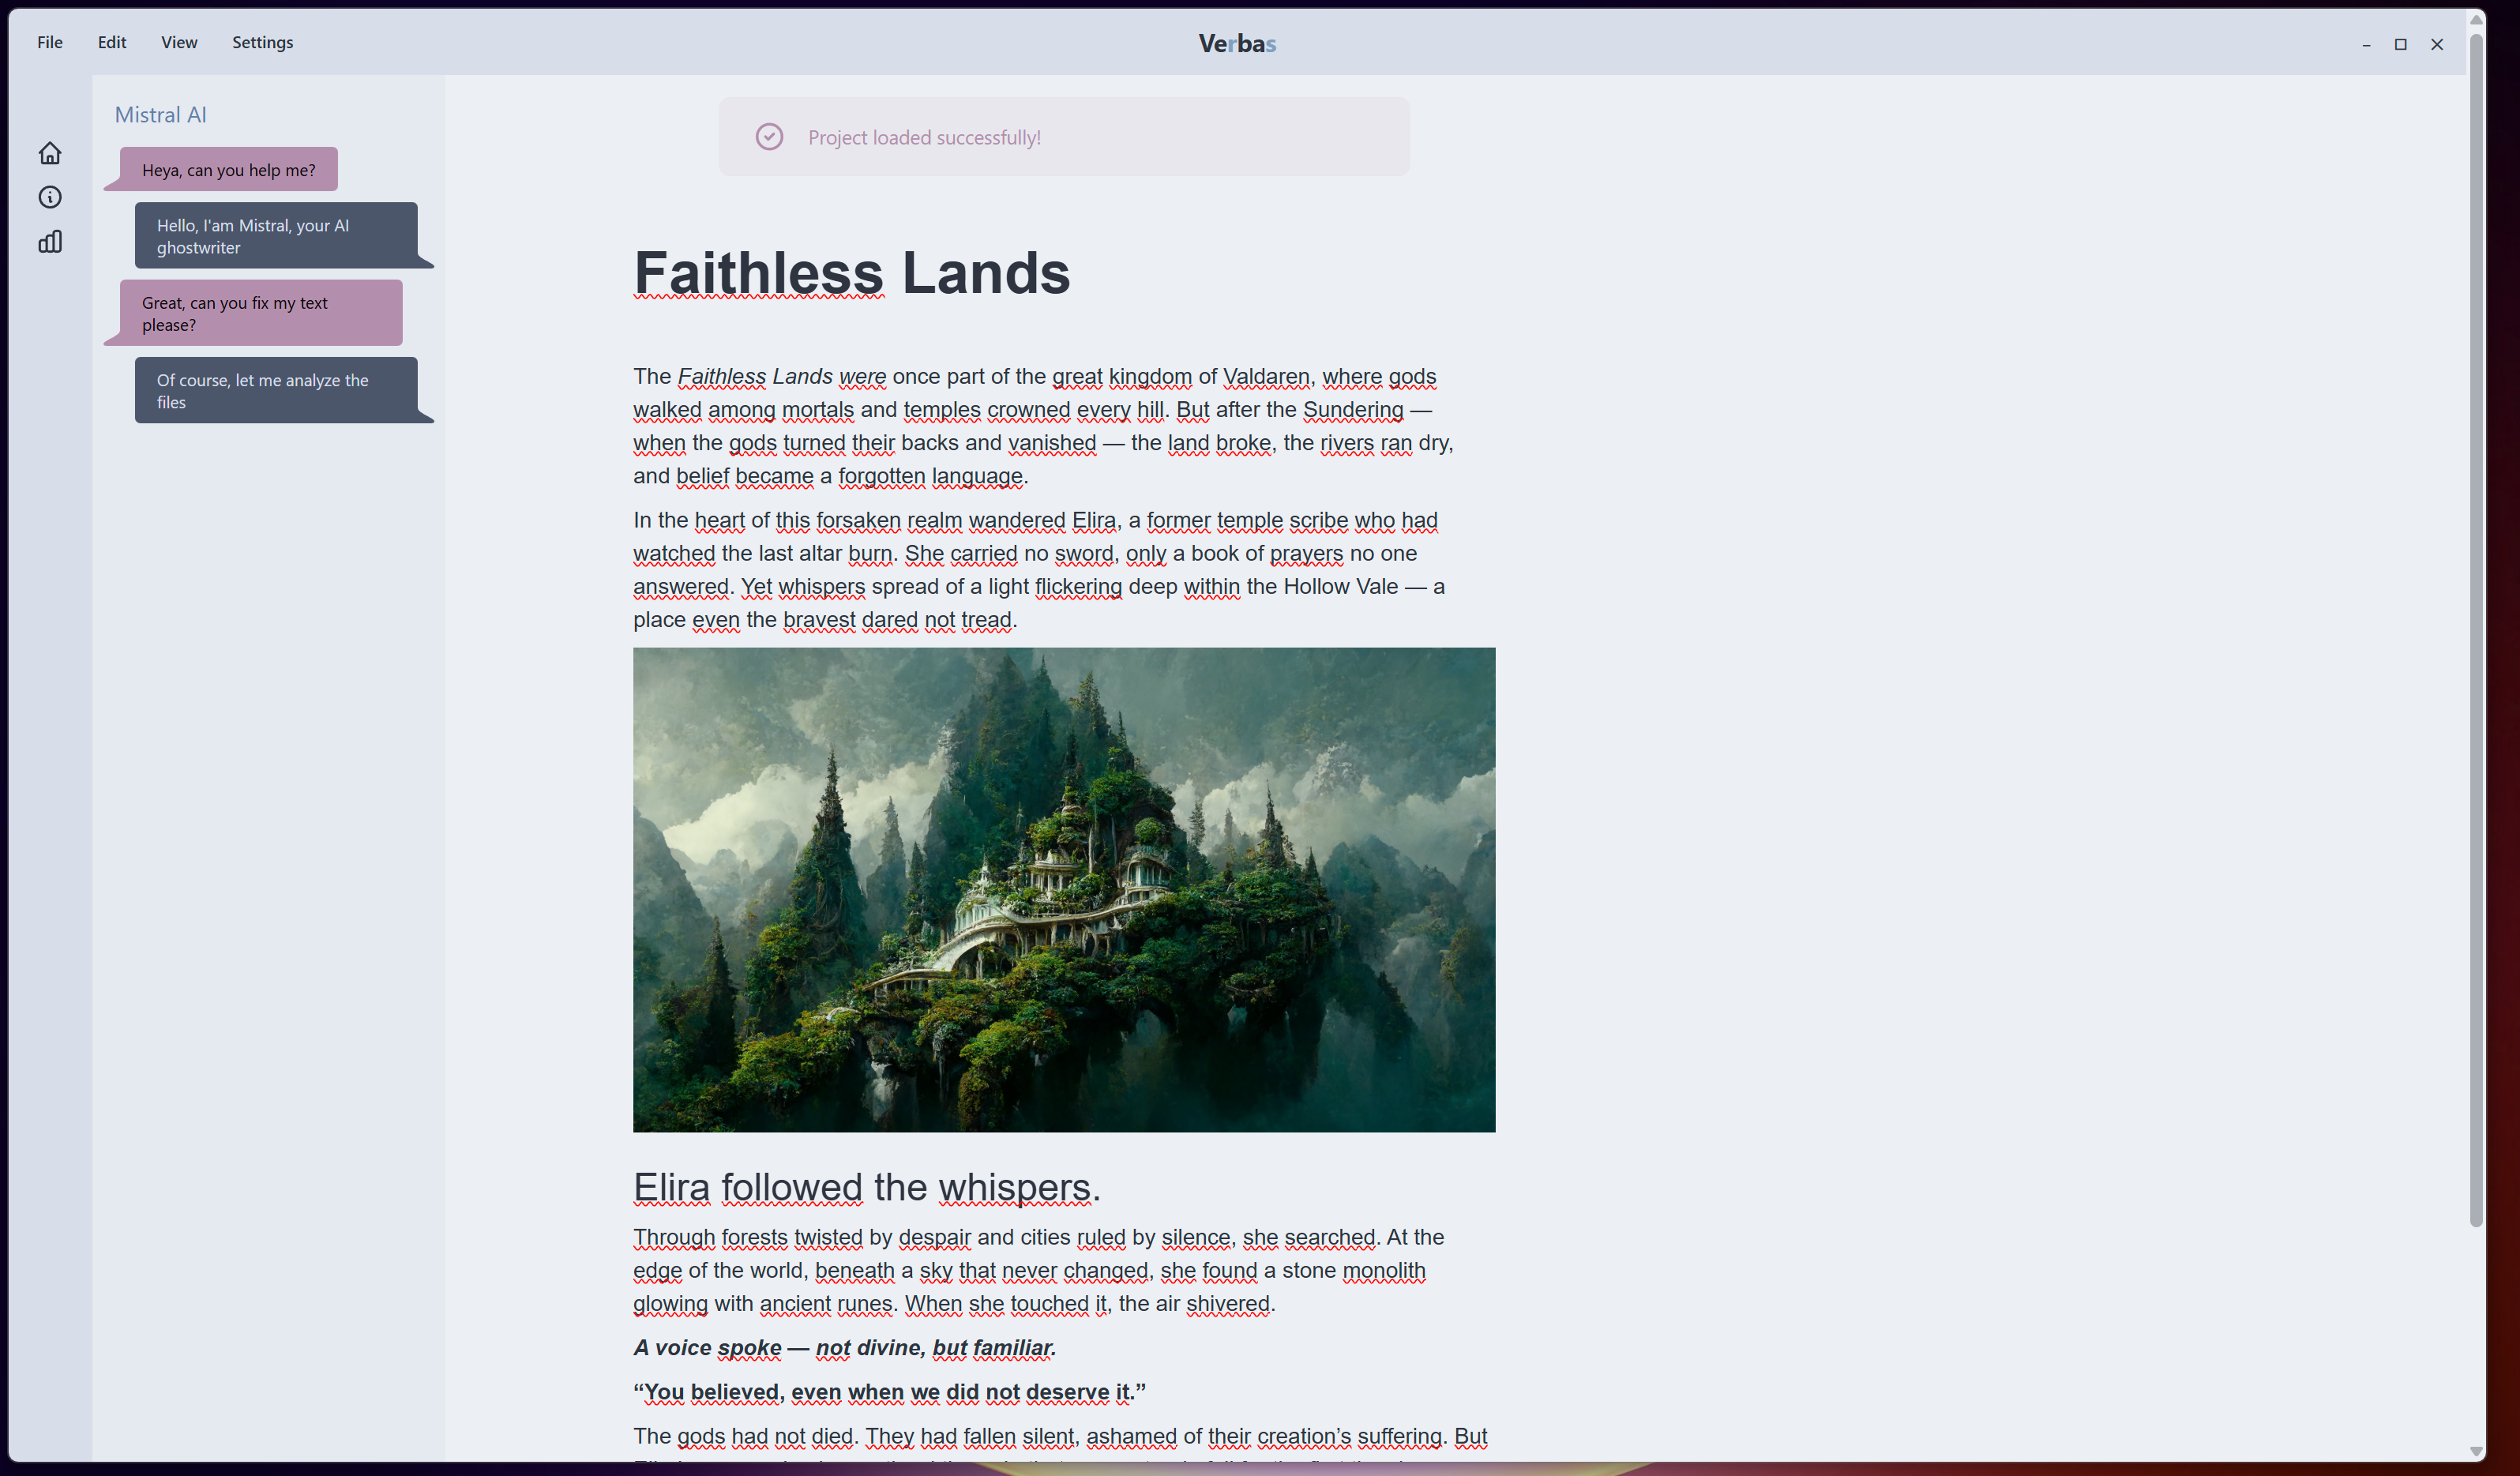 File Edit View Settings
Verbas
Mistral AI
Heya, can you help me?
Hello, I'am Mistral, your AI
ghostwriter
Great, can you fix my text
please?
Of course, let me analyze the
files
Project loaded successfully!
Faithless Lands
The Faithless Lands were once part of the great kingdom of Valdaren, where gods
walked among mortals and temples crowned every hill. But after the Sundering —
when the gods turned their backs and vanished — the land broke, the rivers ran dry,
and belief became a forgotten language.
In the heart of this forsaken realm wandered Elira, a former temple scribe who had
watched the last altar burn. She carried no sword, only a book of prayers no one
answered. Yet whispers spread of a light flickering deep within the Hollow Vale — a
place even the bravest dared not tread.
Elira followed the whispers.
Through forests twisted by despair and cities ruled by silence, she searched. At the
edge of the world, beneath a sky that never changed, she found a stone monolith
glowing with ancient runes. When she touched it, the air shivered.
A voice spoke — not divine, but familiar.
“You believed, even when we did not deserve it.”
The gods had not died. They had fallen silent, ashamed of their creation’s suffering. But